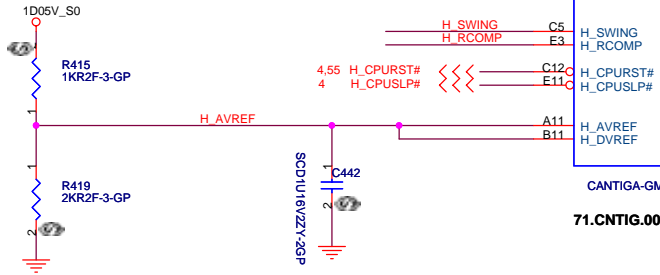 1D05V_S0
R415
1KR2F-3-GP
1
H_AVREF
1
R419
2KR2F-3-GP
2
SCD1U16V2ZY-2GP
1
C442
2
H_SWING
H_RCOMP
4,55 H_CPURST#
4 H_CPUSLP#
C5 H_SWING
E3 H_RCOMP
C12 H_CPURST#
E11 H_CPUSLP#
A11 H_AVREF
B11 H_DVREF
CANTIGA-GM
71.CNTIG.00